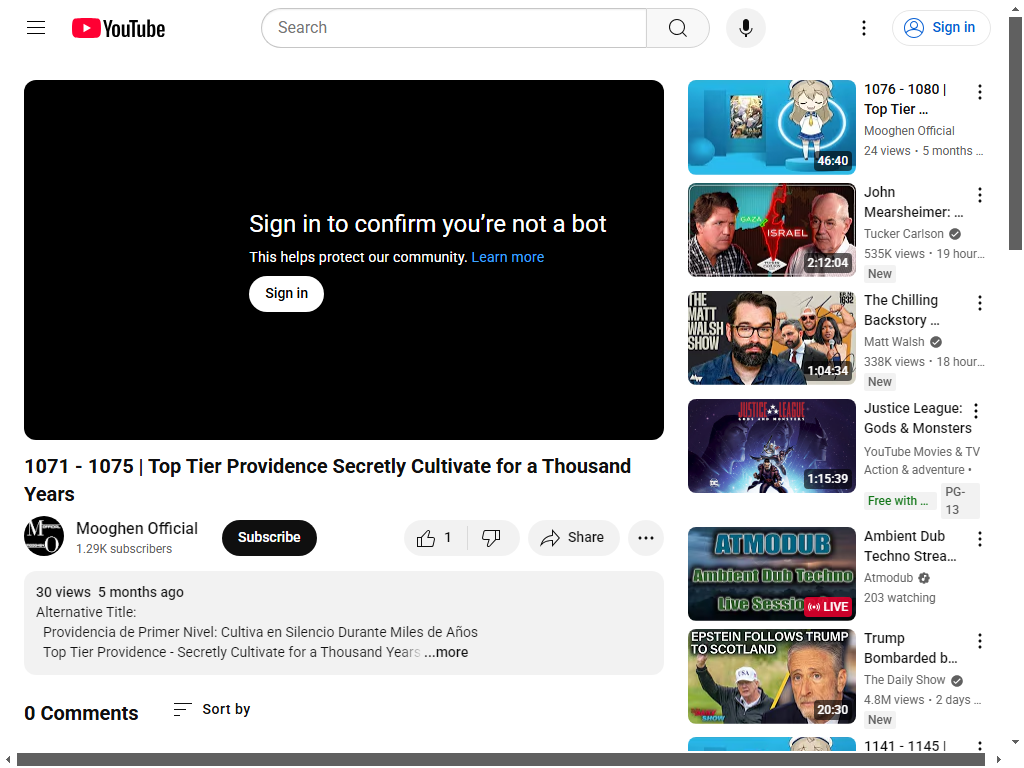 YouTube
Search
Sign in
Sign in to confirm you're not a bot
This helps protect our community. Learn more
Sign in
1071 - 1075 | Top Tier Providence Secretly Cultivate for a Thousand
Years
Mooghen Official
1.29K subscribers
Subscribe
1
Share
30 views 5 months ago
Alternative Title:
Providencia de Primer Nivel: Cultiva en Silencio Durante Miles de Años
Top Tier Providence - Secretly Cultivate for a Thousand Years ...more
0 Comments
Sort by
46:40
1076 - 1080 |
Top Tier ...
Mooghen Official
24 views • 5 months ...
GAZA
ISRAEL
2:12:04
John
Mearsheimer: ...
Tucker Carlson
535K views • 19 hour...
New
THE
MATT
WALSH
SHOW
1932
1:04:34
The Chilling
Backstory ...
Matt Walsh
338K views • 18 hour...
New
JUSTICE LEAGUE
GODS AND MONSTERS
1:15:39
Justice League:
Gods & Monsters
YouTube Movies & TV
Action & adventure •
Free with ...
PG-
13
ATMODUB
Ambient Dub Techno
Live Sessio
LIVE
Ambient Dub
Techno Strea...
Atmodub
203 watching
EPSTEIN FOLLOWS TRUMP
TO SCOTLAND
20:30
Trump
Bombarded b...
The Daily Show
4.8M views • 2 days ...
New
1141 - 1145 |